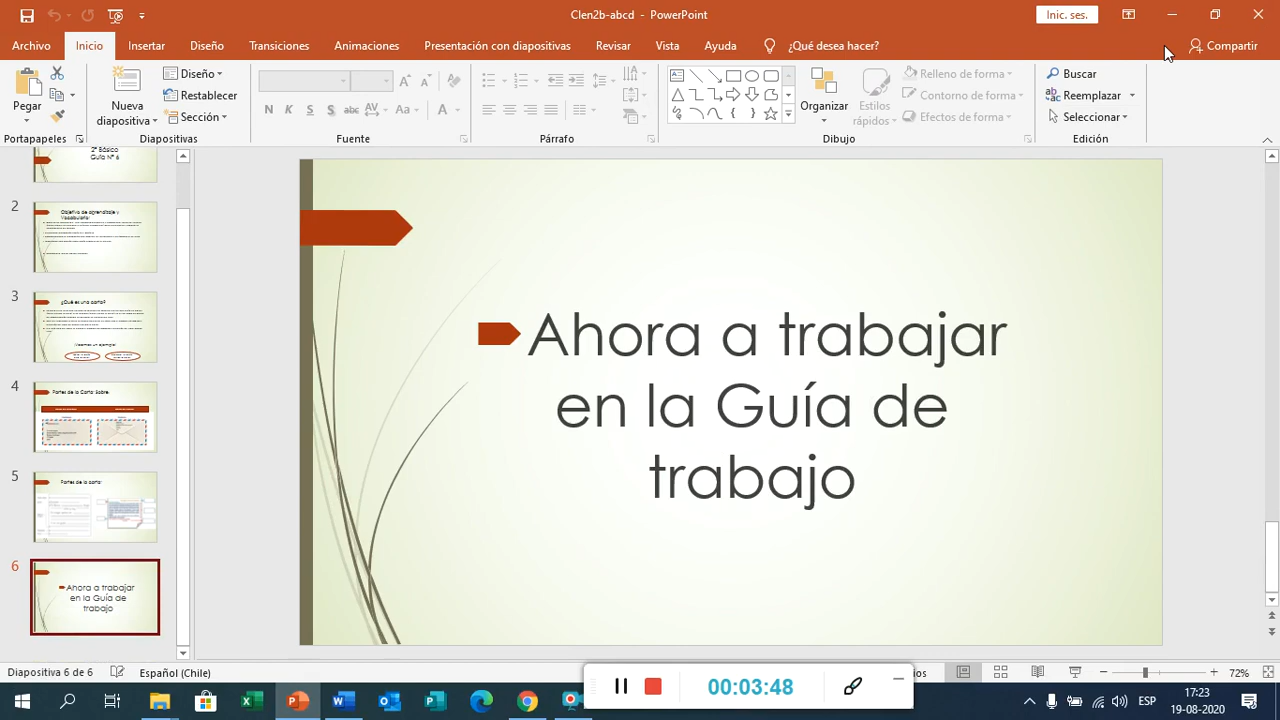 Clen2b-abcd - PowerPoint
Inic. ses.
Archivo
Inicio
Insertar
Diseño
Transiciones
Animaciones
Presentación con diapositivas
Revisar
Vista
Ayuda
¿Qué desea hacer?
Compartir
Pegar
Nueva
diapositiva
Diseño
Restablecer
Sección
N K S S abc AV Aa A
Organizar
Estilos
rápidos
Relleno de forma
Contorno de forma
Efectos de forma
Buscar
Reemplazar
Seleccionar
Portapapeles
Diapositivas
Fuente
Párrafo
Dibujo
Edición
2° Básico
Guía N° 6
2
Objetivo de aprendizaje y
Vocabulario:
3
¿Qué es una carta?
4
Partes de la Carta: Sobre.
5
Partes de la carta:
6
Ahora a trabajar
en la Guía de
trabajo
Ahora a trabajar
en la Guía de
trabajo
Diapositiva 6 de 6
Español (Chile)
00:03:48
72%
ESP
17:23
19-08-2020